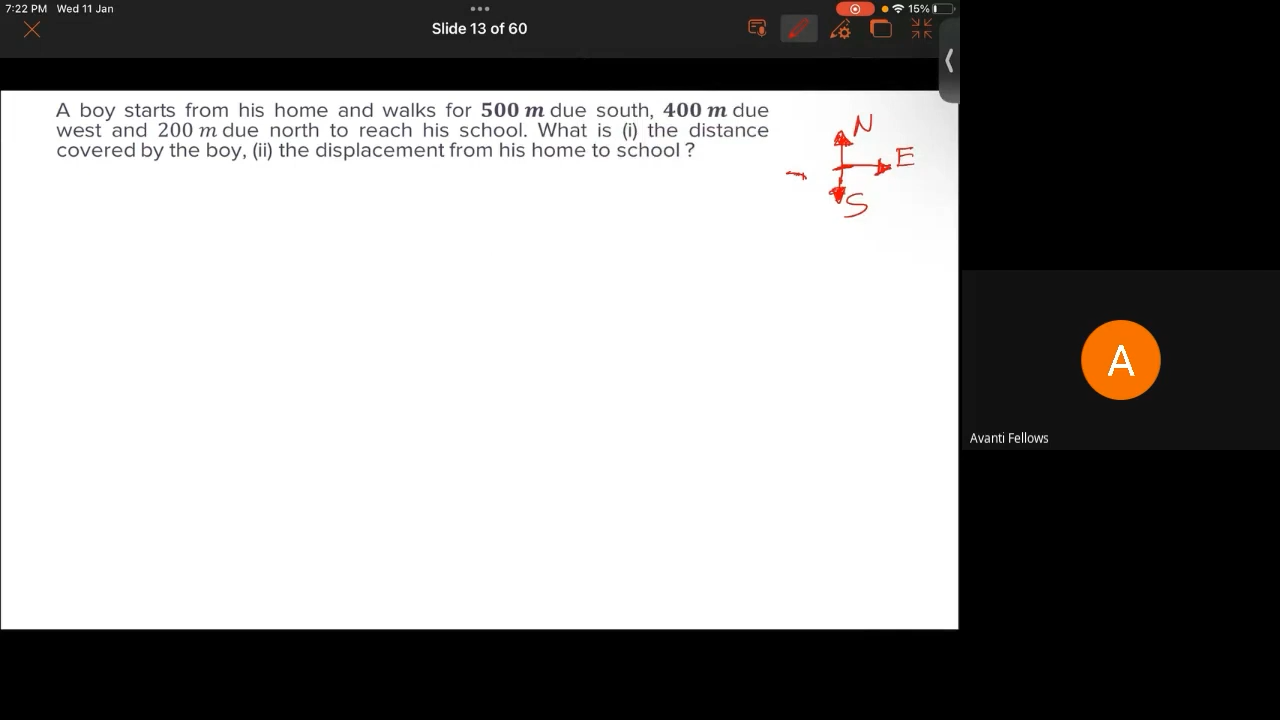 7:22 PM Wed 11 Jan
15%
Slide 13 of 60
A boy starts from his home and walks for 500 m due south, 400 m due
west and 200 m due north to reach his school. What is (i) the distance
covered by the boy, (ii) the displacement from his home to school ?
N
E
S
A
Avanti Fellows